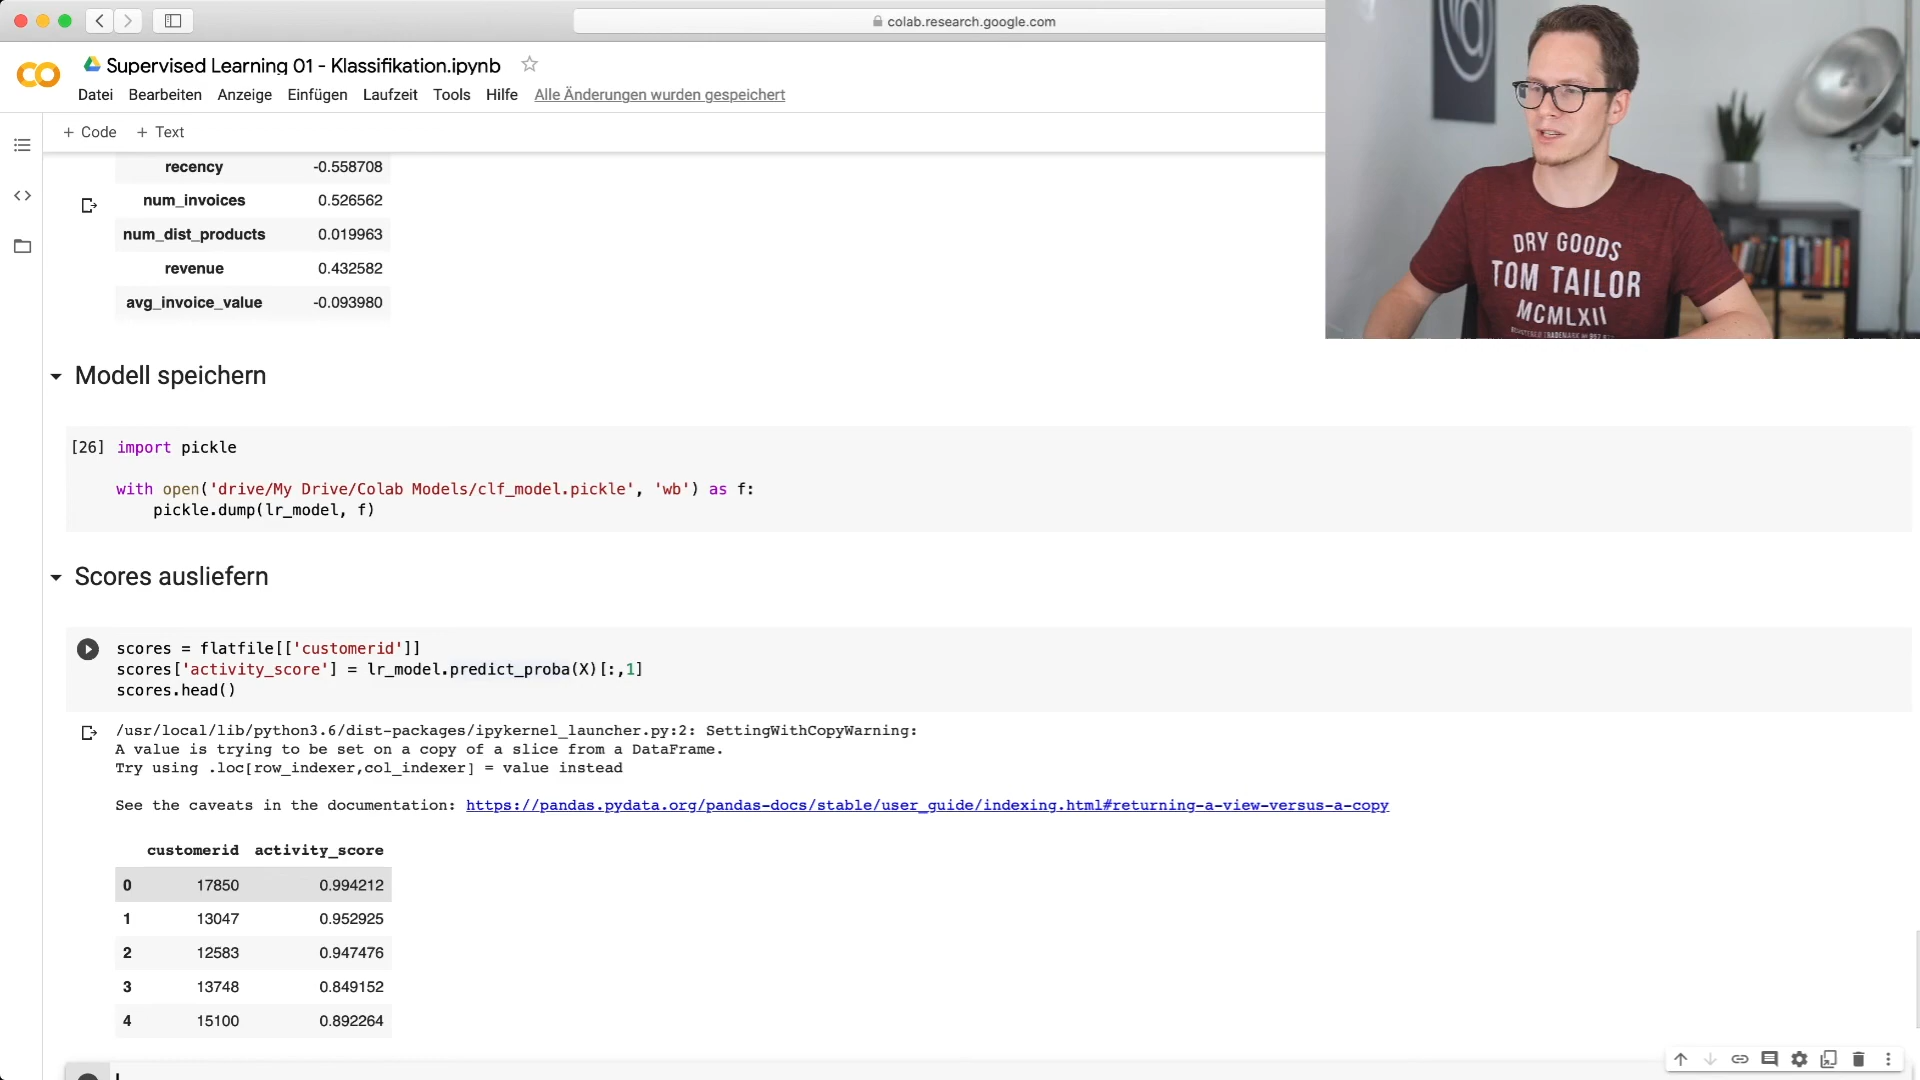 colab.research.google.com
Supervised Learning 01 - Klassifikation.ipynb
Datei Bearbeiten Anzeige Einfügen Laufzeit Tools Hilfe Alle Änderungen wurden gespeichert
+ Code + Text
recency -0.558708
num_invoices 0.526562
num_dist_products 0.019963
revenue 0.432582
avg_invoice_value -0.093980
Modell speichern
[26] import pickle
with open('drive/My Drive/Colab Models/clf_model.pickle', 'wb') as f:
pickle.dump(lr_model, f)
Scores ausliefern
scores = flatfile[['customerid']]
scores['activity_score'] = lr_model.predict_proba(X)[:,1]
scores.head()
/usr/local/lib/python3.6/dist-packages/ipykernel_launcher.py:2: SettingWithCopyWarning:
A value is trying to be set on a copy of a slice from a DataFrame.
Try using .loc[row_indexer,col_indexer] = value instead
See the caveats in the documentation: https://pandas.pydata.org/pandas-docs/stable/user_guide/indexing.html#returning-a-view-versus-a-copy
customerid activity_score
0 17850 0.994212
1 13047 0.952925
2 12583 0.947476
3 13748 0.849152
4 15100 0.892264
DRY GOODS
TOM TAILOR
MCMLXII